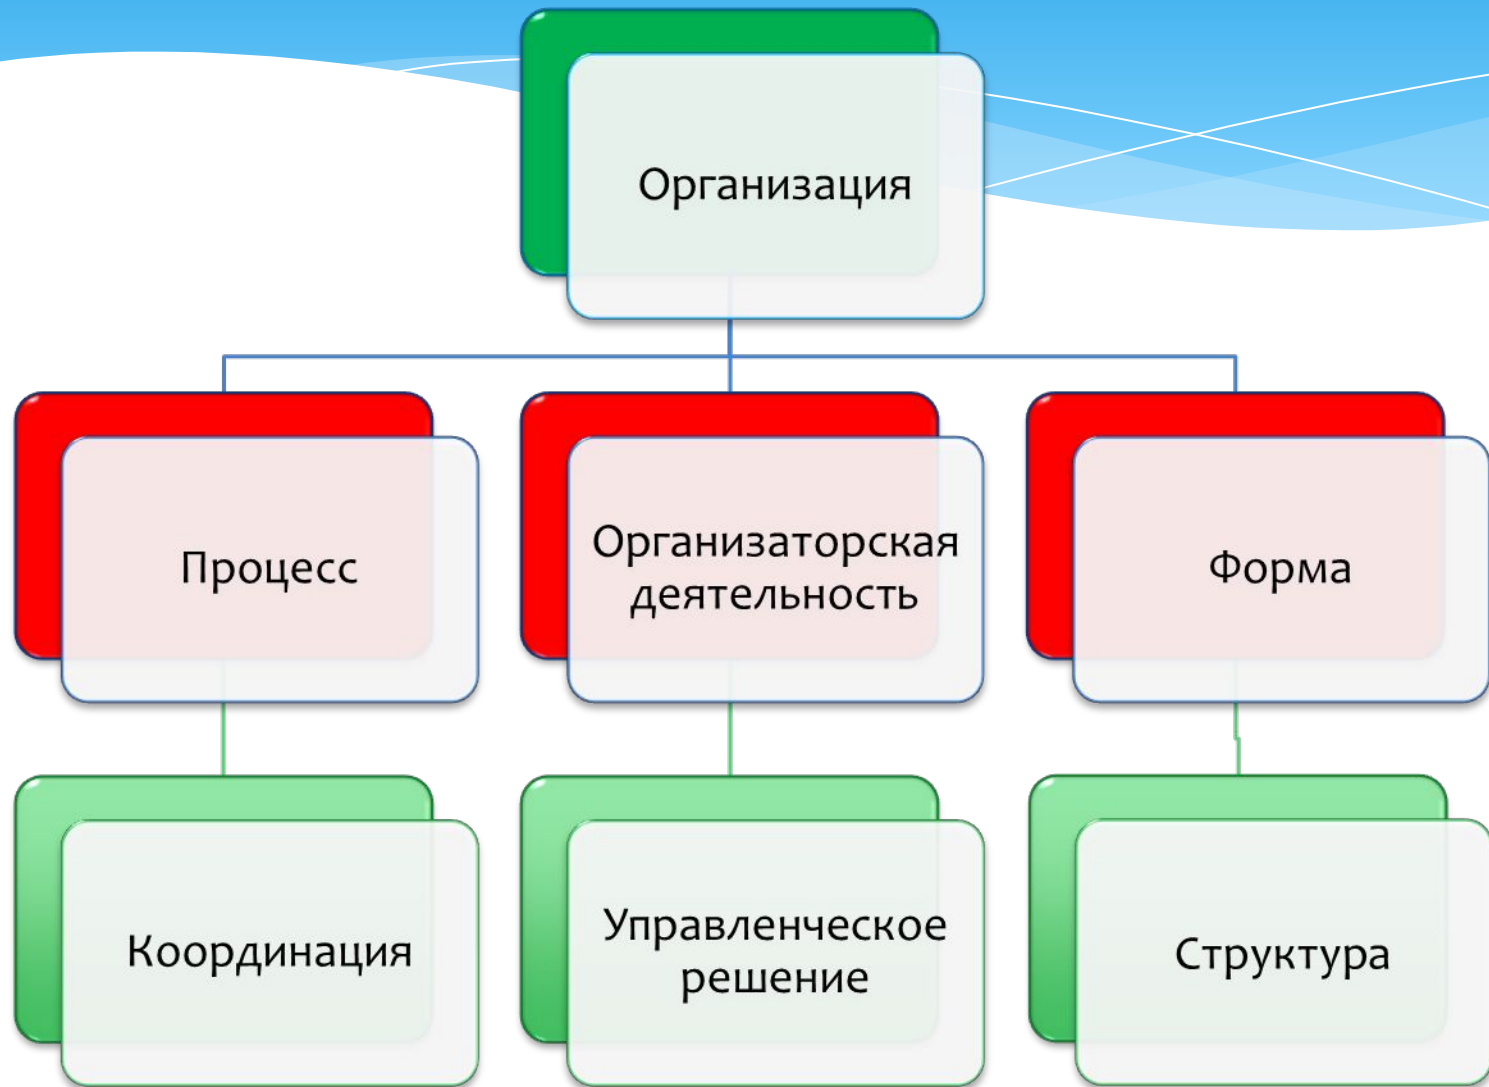 Организация
Процесс
Организаторская
деятельность
Форма
Координация
Управленческое
решение
Структура